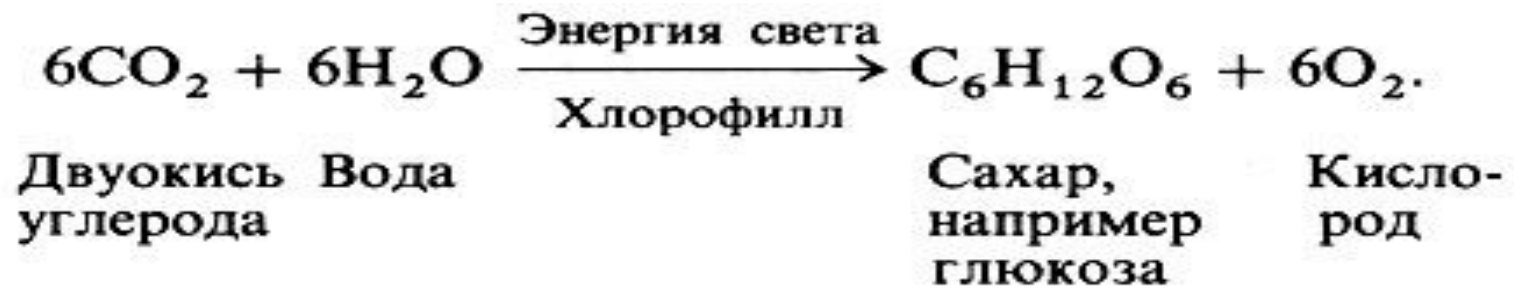 Энергия света
6CO₂ + 6H₂O ⟶ C₆H₁₂O₆ + 6O₂.
Хлорофилл
Двуокись Вода Сахар, Кисло-
углерода например род
глюкоза